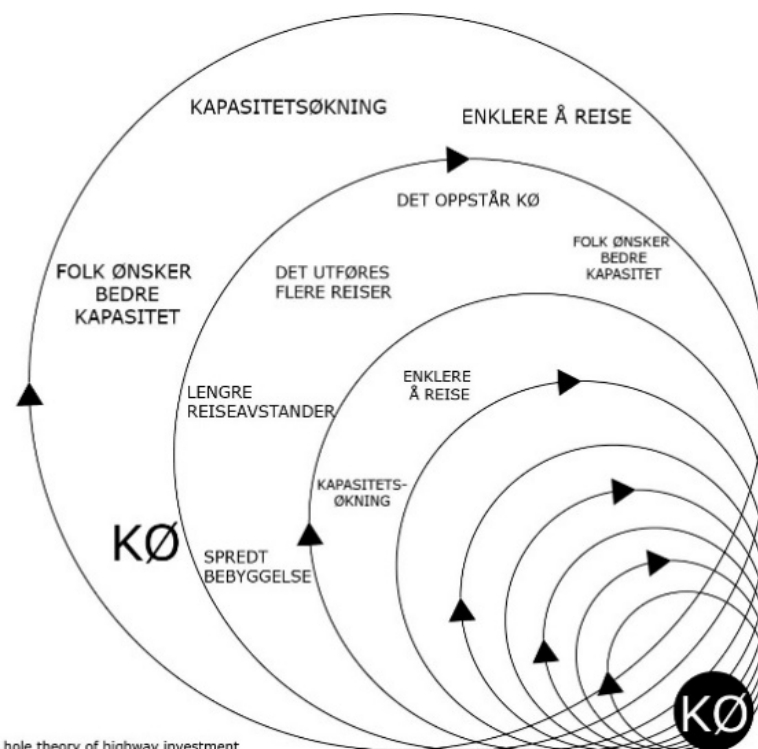 KAPASITETSØKNING
ENKLERE Å REISE
DET OPPSTÅR KØ
FOLK ØNSKER
BEDRE
KAPASITET
FOLK ØNSKER
BEDRE
KAPASITET
DET UTFØRES
FLERE REISER
LENGRE
REISEAVSTANDER
ENKLERE
Å REISE
KAPASITETS-
ØKNING
KØ
SPREDT
BEBYGGELSE
KØ
hole theory of highway investment